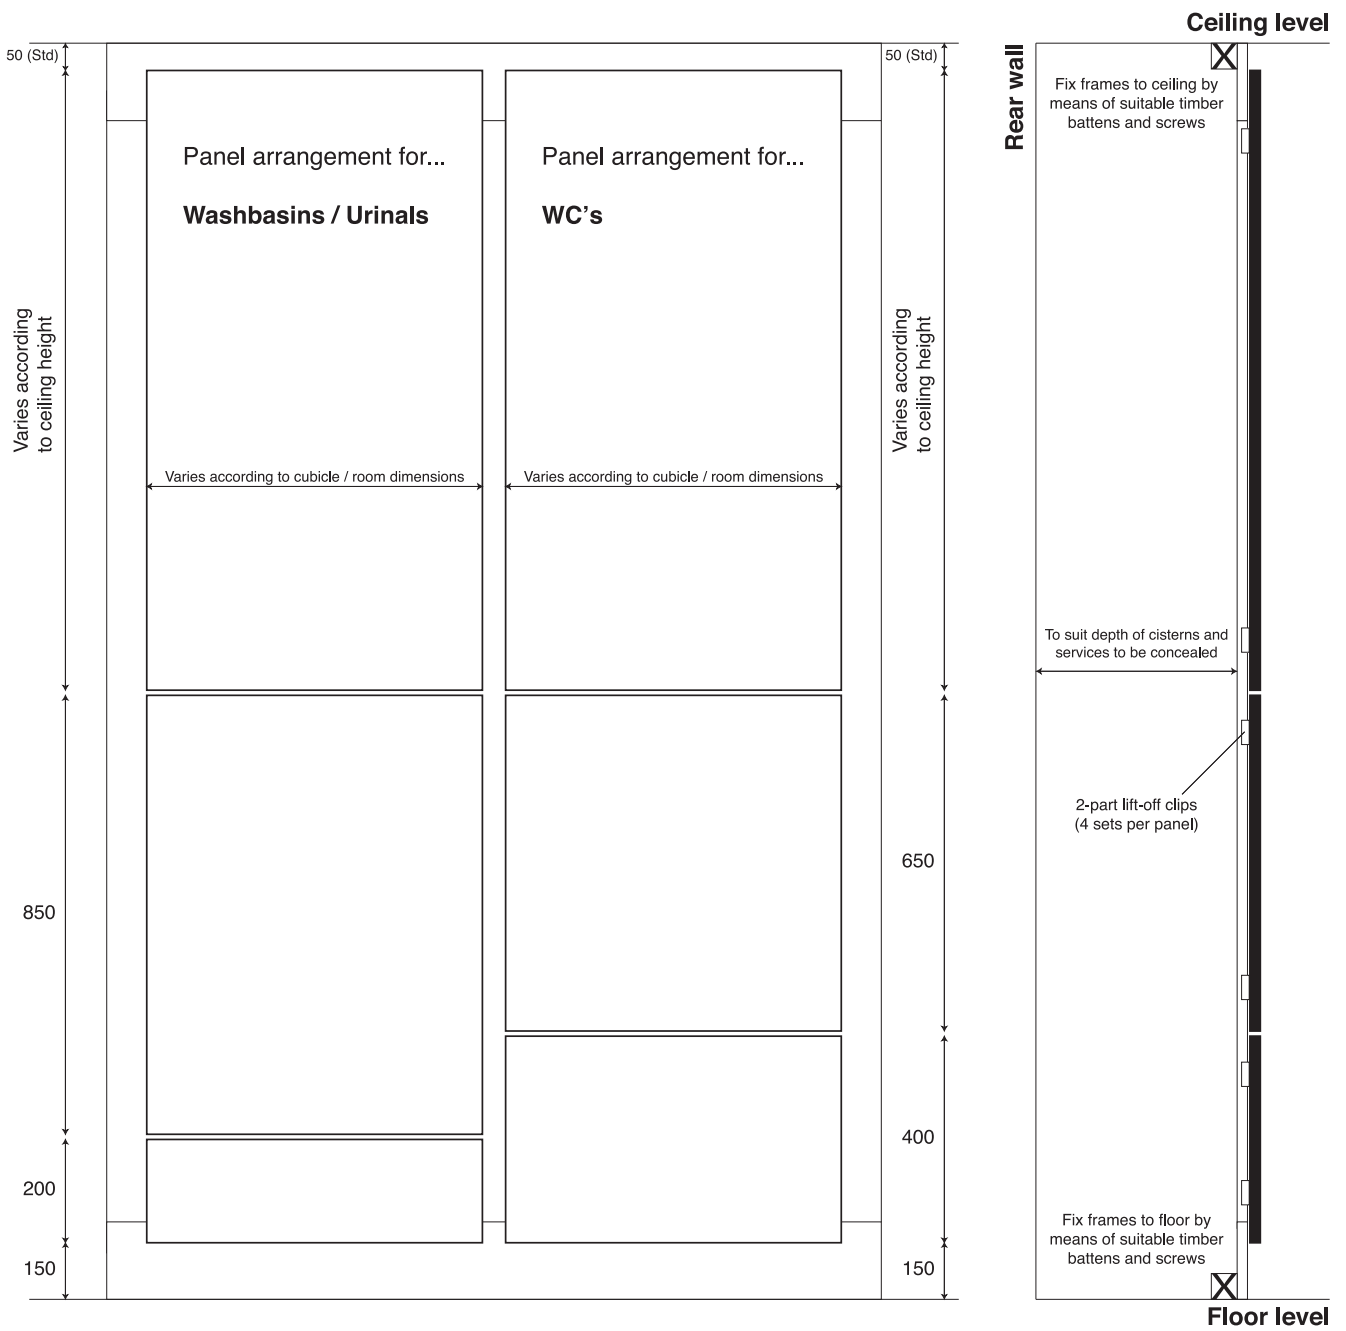 Ceiling level
50 (Std)
50 (Std)
Rear wall
Fix frames to ceiling by
means of suitable timber
battens and screws
Panel arrangement for...
Washbasins / Urinals
Panel arrangement for...
WC’s
Varies according
to ceiling height
Varies according
to ceiling height
Varies according to cubicle / room dimensions
Varies according to cubicle / room dimensions
To suit depth of cisterns and
services to be concealed
2-part lift-off clips
(4 sets per panel)
650
850
400
200
Fix frames to floor by
means of suitable timber
battens and screws
150
150
Floor level